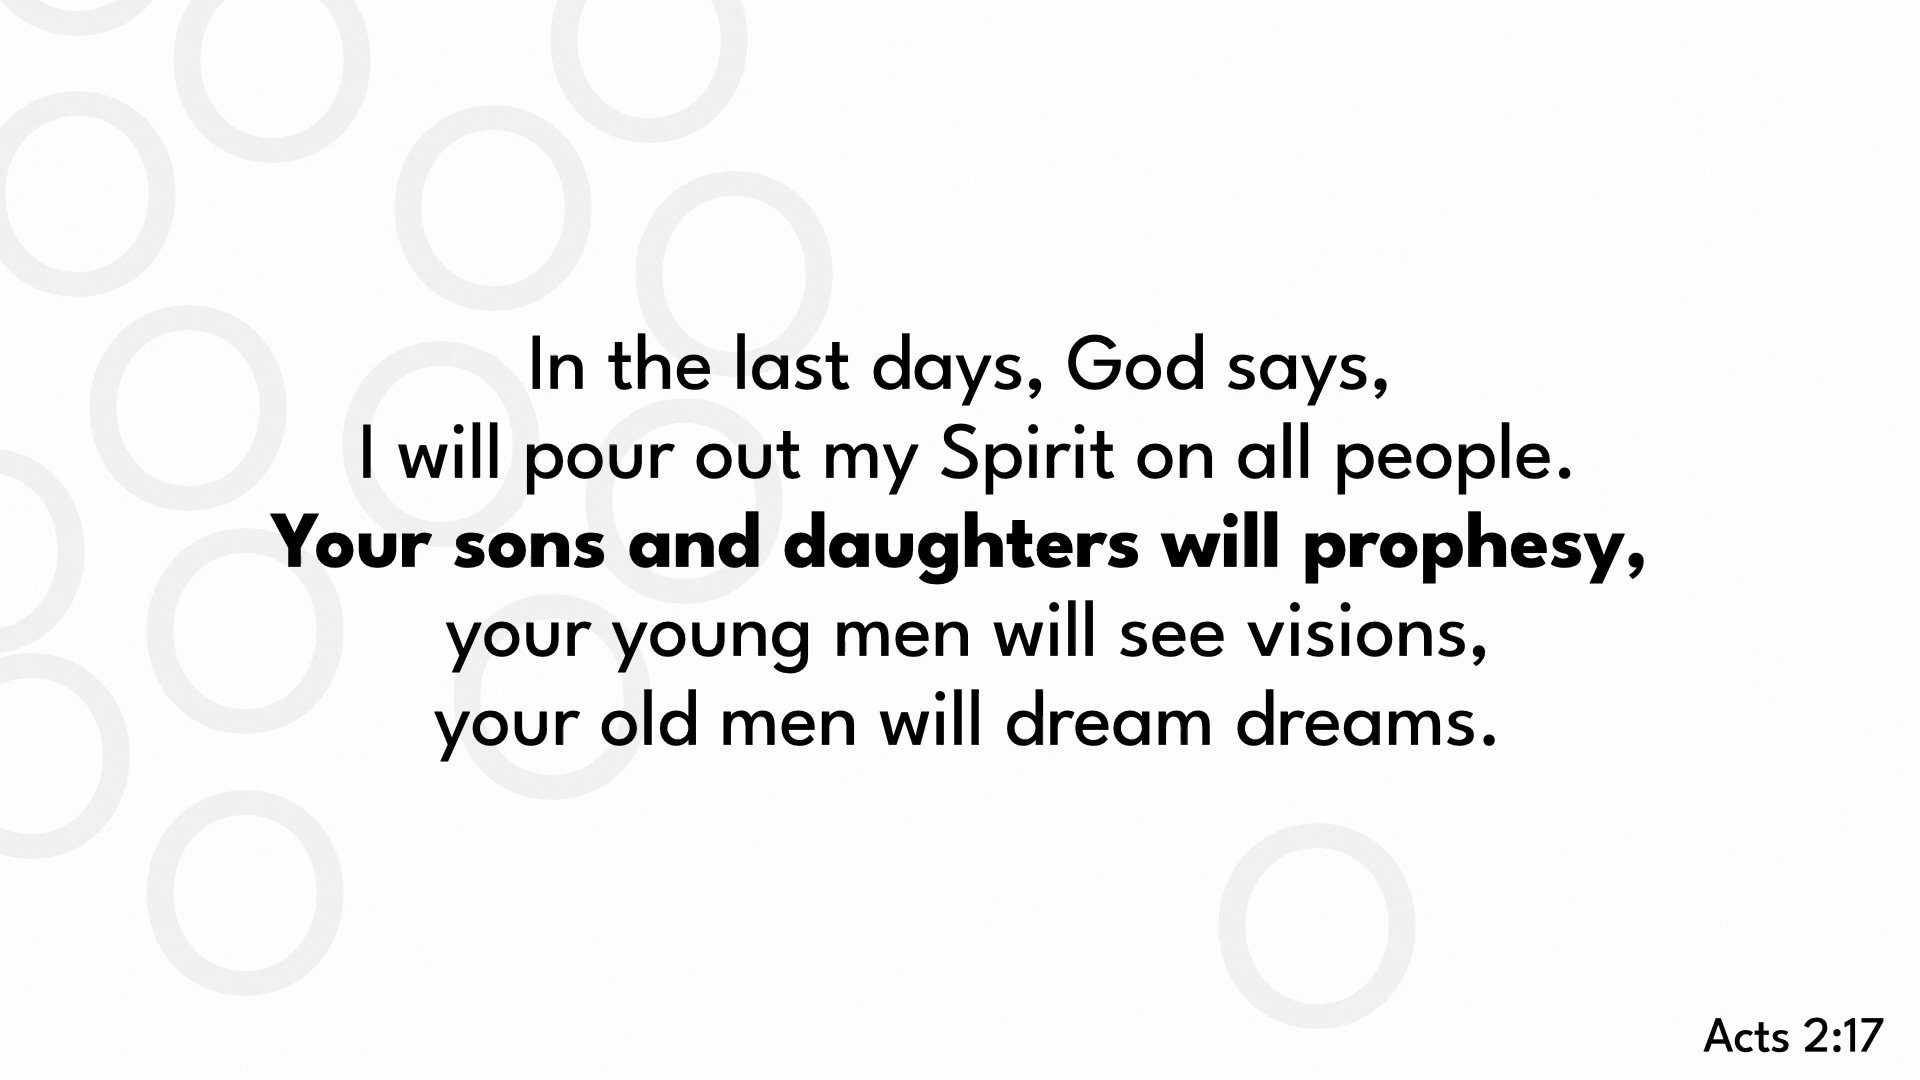 In the last days, God says,
I will pour out my Spirit on all people.
Your sons and daughters will prophesy,
your young men will see visions,
your old men will dream dreams.
Acts 2:17